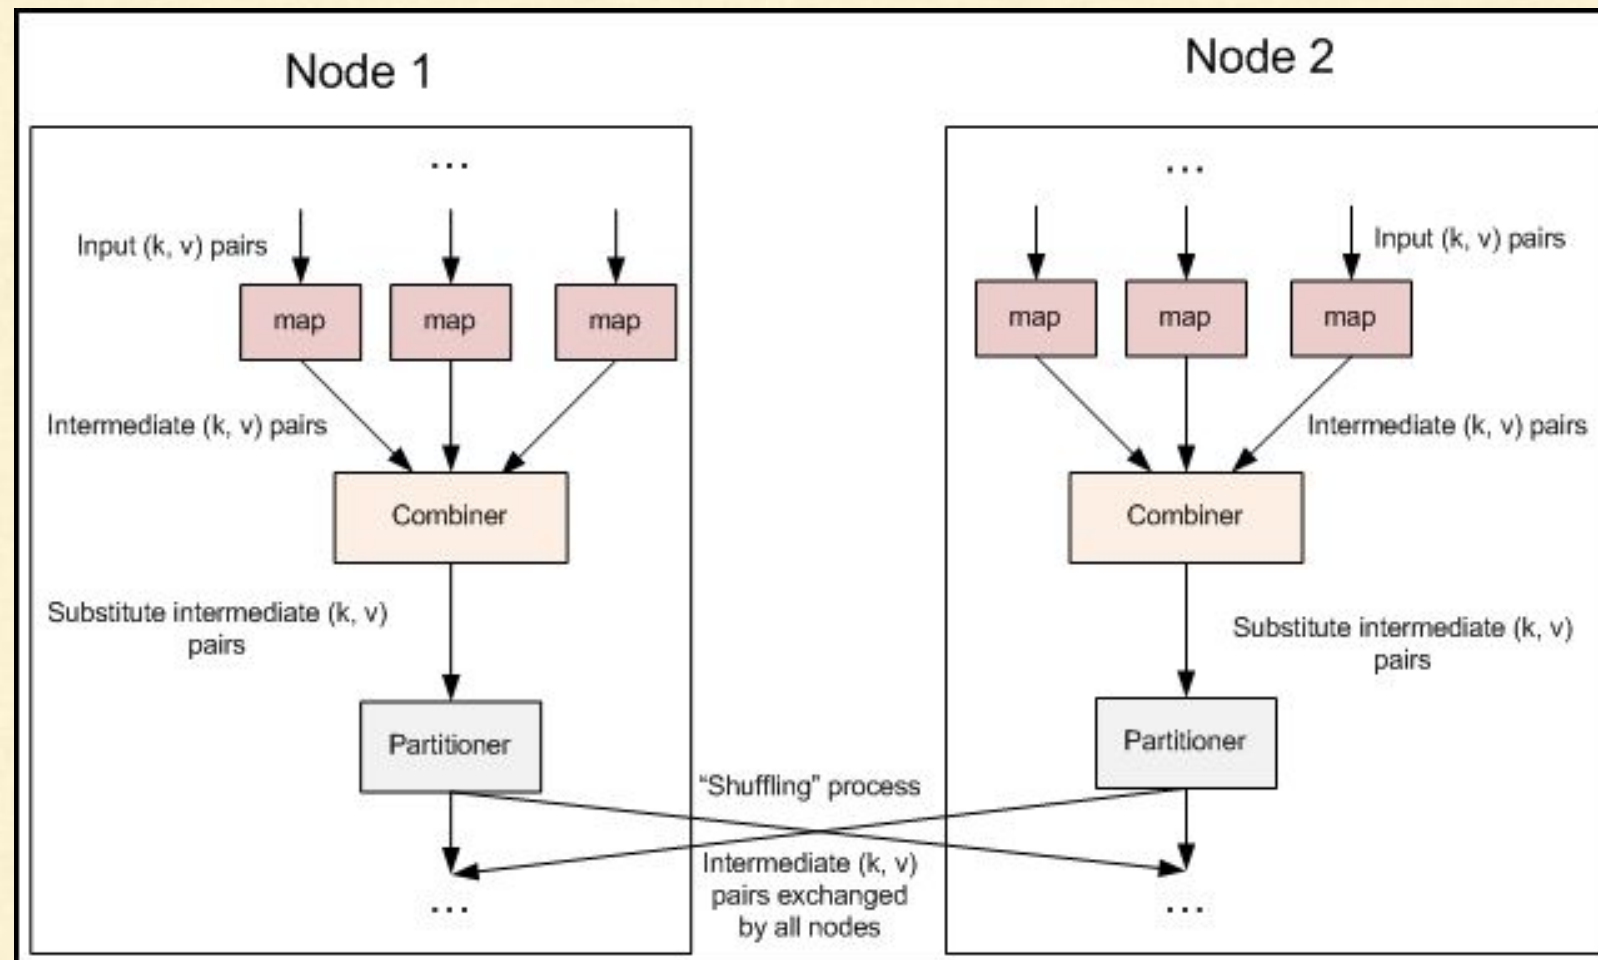 Node 1
Node 2
...
...
Input (k, v) pairs
Input (k, v) pairs
map
map
map
map
map
map
Intermediate (k, v) pairs
Intermediate (k, v) pairs
Combiner
Combiner
Substitute intermediate (k, v)
pairs
Substitute intermediate (k, v)
pairs
Partitioner
Partitioner
“Shuffling” process
Intermediate (k, v)
pairs exchanged
by all nodes
...
...